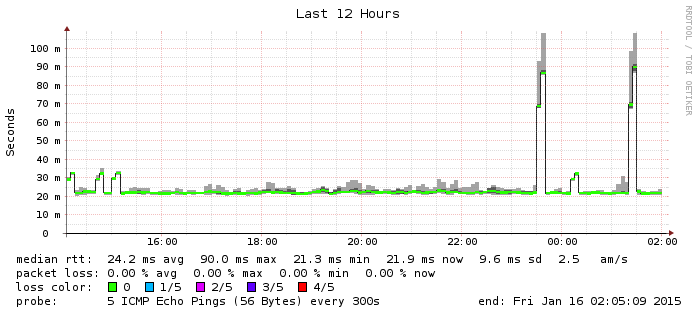 Last 12 Hours
RRDTOOL / TOBI OETIKER
Seconds
100 m
90 m
80 m
70 m
60 m
50 m
40 m
30 m
20 m
10 m
0
16:00 18:00 20:00 22:00 00:00 02:00
median rtt: 24.2 ms avg 90.0 ms max 21.3 ms min 21.9 ms now 9.6 ms sd 2.5 am/s
packet loss: 0.00 % avg 0.00 % max 0.00 % min 0.00 % now
loss color: 0 1/5 2/5 3/5 4/5
probe: 5 ICMP Echo Pings (56 Bytes) every 300s end: Fri Jan 16 02:05:09 2015